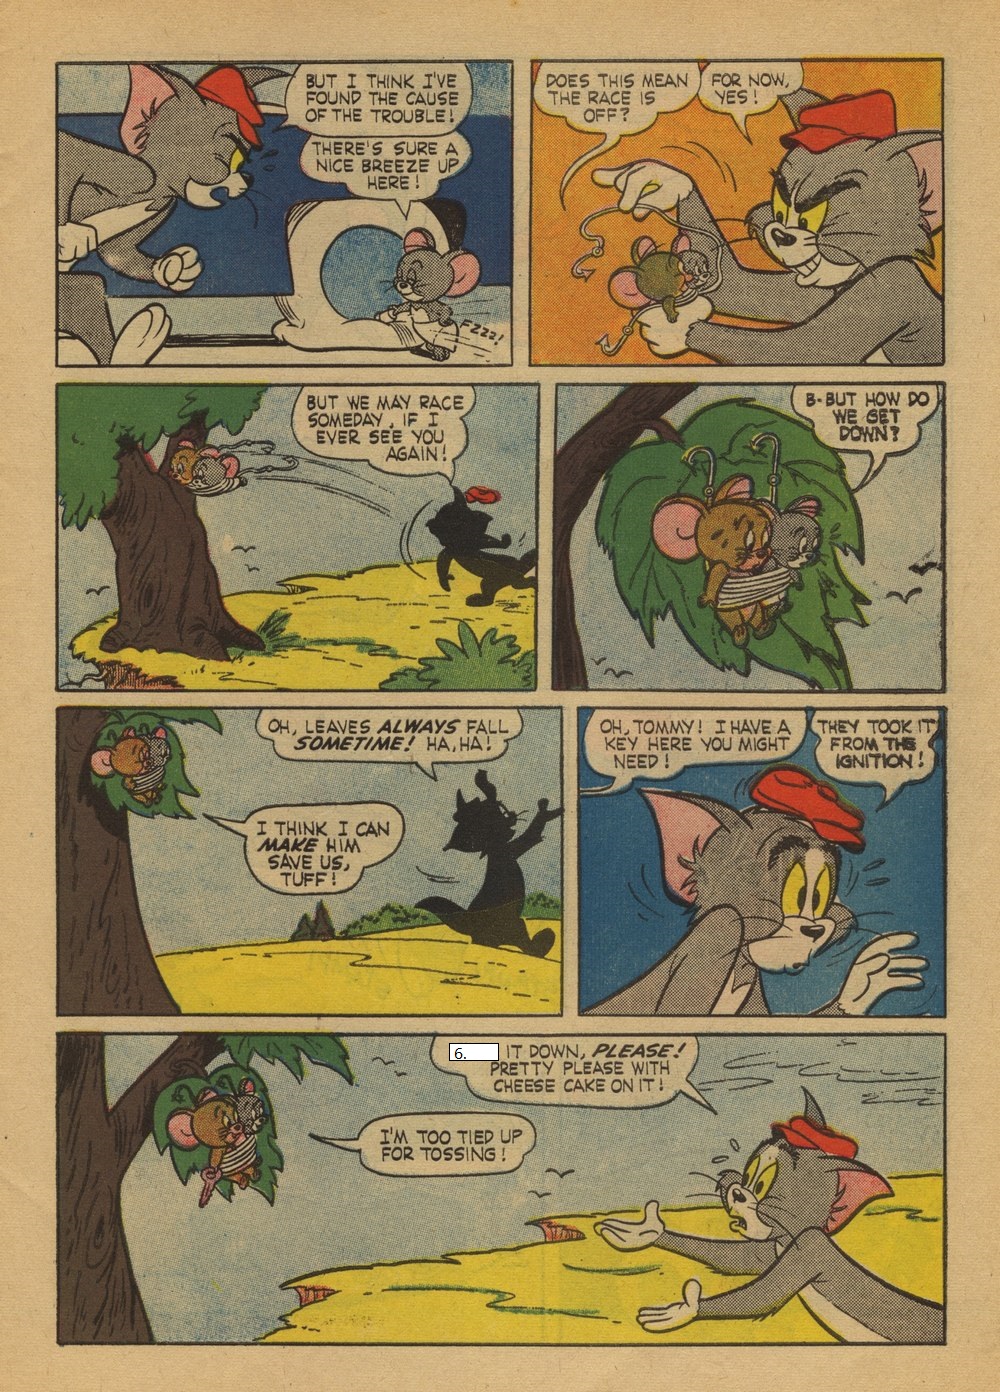 BUT I THINK I'VE
FOUND THE CAUSE
OF THE TROUBLE!
THERE'S SURE A
NICE BREEZE UP
HERE!
FZZZ!
DOES THIS MEAN
THE RACE IS
OFF?
FOR NOW,
YES!
BUT WE MAY RACE
SOMEDAY, IF I
EVER SEE YOU
AGAIN!
B-BUT HOW DO
WE GET
DOWN?
OH, LEAVES ALWAYS FALL
SOMETIME! HA, HA!
I THINK I CAN
MAKE HIM
SAVE US,
TUFF!
OH, TOMMY! I HAVE A
KEY HERE YOU MIGHT
NEED!
THEY TOOK IT
FROM THE
IGNITION!
6. IT DOWN, PLEASE!
PRETTY PLEASE WITH
CHEESE CAKE ON IT!
I'M TOO TIED UP
FOR TOSSING!